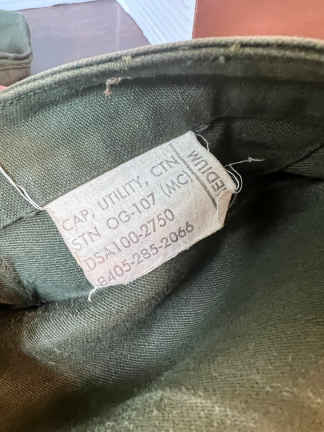 CAP, UTILITY, CTN
STN OG-107 (MC)
DSA100-2750
8405-285-2066
MEDIUM